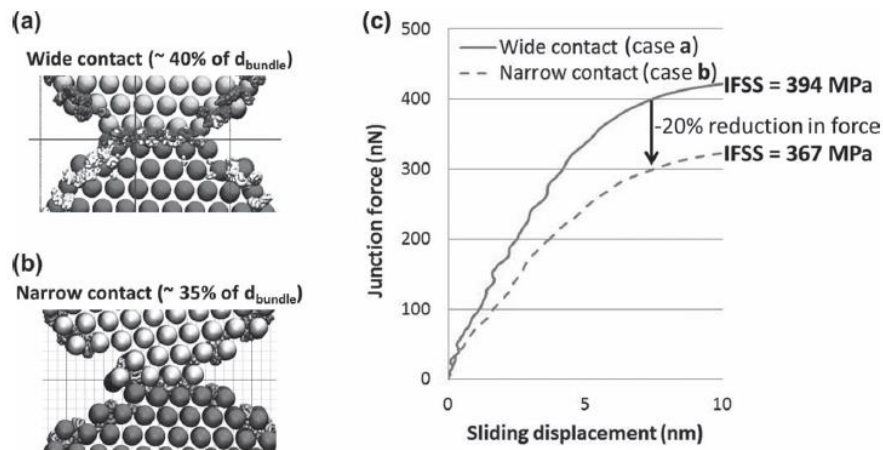 (a)
Wide contact (~ 40% of dbundle)
(b)
Narrow contact (~ 35% of dbundle)
(c)
500
400
300
200
100
0
Junction force (nN)
Wide contact (case a)
Narrow contact (case b)
IFSS = 394 MPa
-20% reduction in force
IFSS = 367 MPa
0
5
10
Sliding displacement (nm)